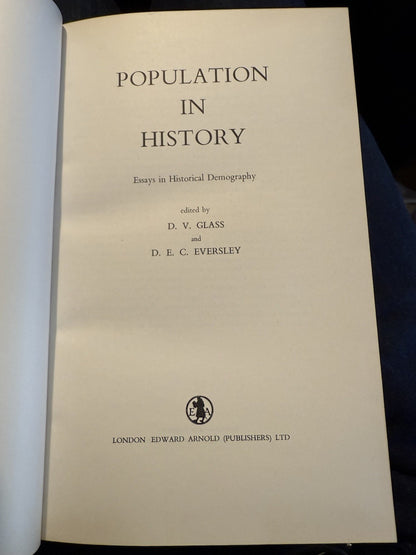 POPULATION
IN
HISTORY
Essays in Historical Demography
edited by
D. V. GLASS
and
D. E. C. EVERSLEY
E A
LONDON EDWARD ARNOLD (PUBLISHERS) LTD